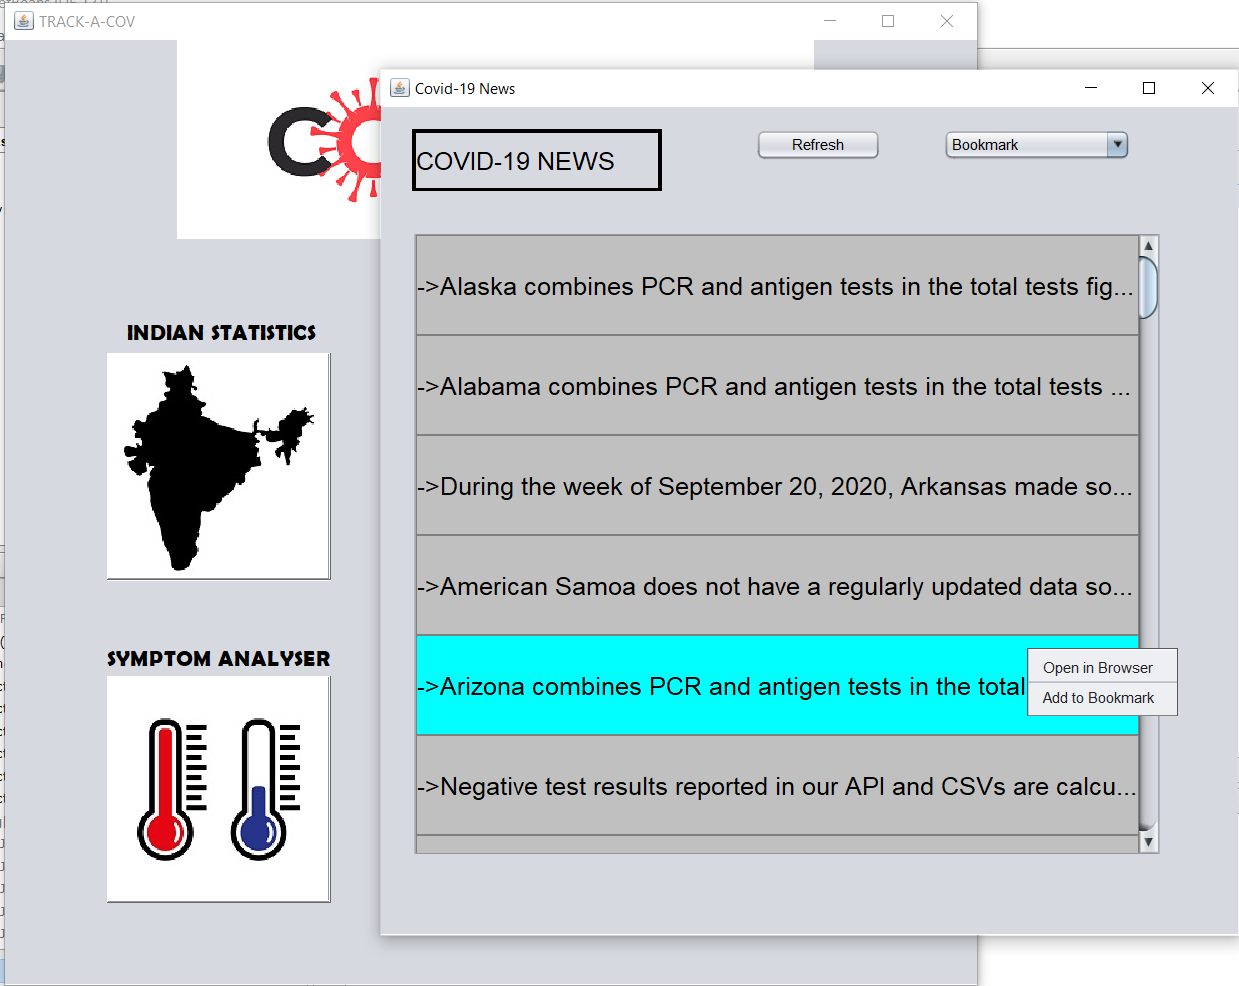 TRACK-A-COV
Covid-19 News
COVID-19 NEWS
Refresh
Bookmark
->Alaska combines PCR and antigen tests in the total tests fig...
->Alabama combines PCR and antigen tests in the total tests ...
->During the week of September 20, 2020, Arkansas made so...
->American Samoa does not have a regularly updated data so...
->Arizona combines PCR and antigen tests in the total
Open in Browser
Add to Bookmark
->Negative test results reported in our API and CSVs are calcu...
INDIAN STATISTICS
SYMPTOM ANALYSER